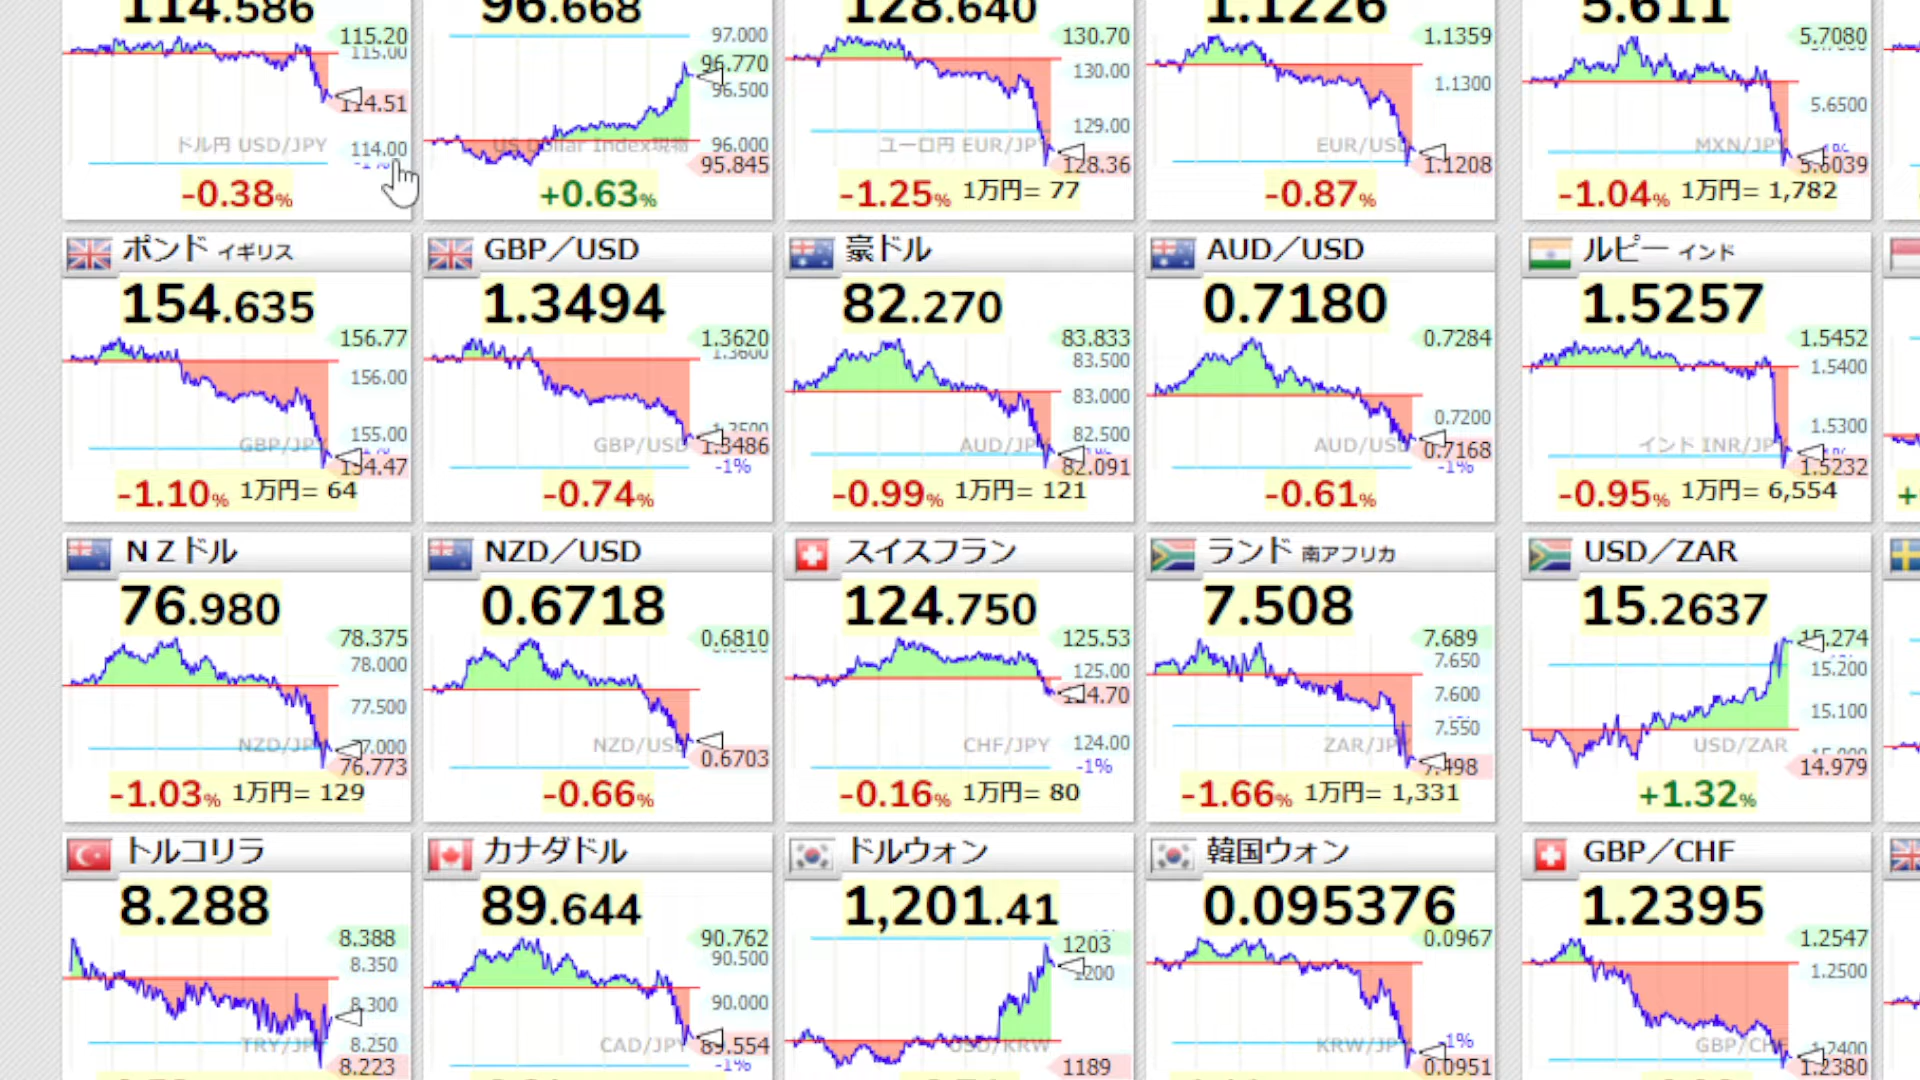 114.586
115.20
115.00
114.51
ドル円 USD/JPY
114.00
-0.38%
96.668
97.000
96.770
96.500
US Dollar Index現物
96.000
95.845
+0.63%
128.640
130.70
130.00
129.00
ユーロ円 EUR/JPY
128.36
-1.25% 1万円= 77
1.1226
1.1359
1.1300
EUR/USD
1.1208
-0.87%
5.611
5.7080
5.6500
MXN/JPY
5.6039
-1.04% 1万円= 1,782
ポンド イギリス
154.635
156.77
156.00
155.00
GBP/JPY
154.47
-1.10% 1万円= 64
GBP／USD
1.3494
1.3620
1.3600
1.3500
GBP/USD
1.3486
-1%
-0.74%
豪ドル
82.270
83.833
83.500
83.000
82.500
AUD/JPY
82.091
-0.99% 1万円= 121
AUD／USD
0.7180
0.7284
0.7200
AUD/USD
0.7168
-1%
-0.61%
ルピー インド
1.5257
1.5452
1.5400
1.5300
インド INR/JPY
1.5232
-0.95% 1万円= 6,554
ＮＺドル
76.980
78.375
78.000
77.500
77.000
NZD/JPY
76.773
-1.03% 1万円= 129
NZD／USD
0.6718
0.6810
NZD/USD
0.6703
-0.66%
スイスフラン
124.750
125.53
125.00
124.70
CHF/JPY
124.00
-1%
-0.16% 1万円= 80
ランド 南アフリカ
7.508
7.689
7.650
7.600
7.550
ZAR/JPY
7.498
-1.66% 1万円= 1,331
USD／ZAR
15.2637
15.274
15.200
15.100
USD/ZAR
15.000
14.979
+1.32%
トルコリラ
8.288
8.388
8.350
8.300
8.250
TRY/JPY
8.223
カナダドル
89.644
90.762
90.500
90.000
CAD/JPY
89.554
-1%
ドルウォン
1,201.41
1203
1200
USD/KRW
1189
韓国ウォン
0.095376
0.0967
-1%
KRW/JPY
0.0951
GBP／CHF
1.2395
1.2547
1.2500
1.2400
GBP/CHF
1.2380